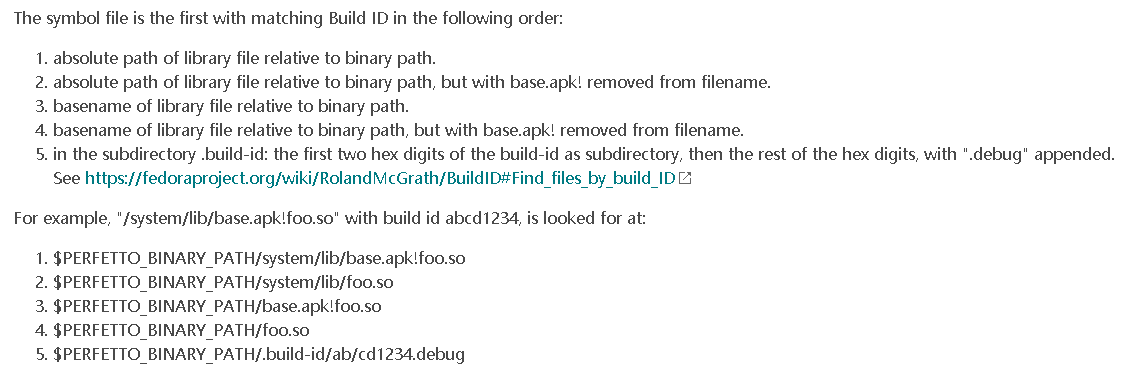 The symbol file is the first with matching Build ID in the following order:
1. absolute path of library file relative to binary path.
2. absolute path of library file relative to binary path, but with base.apk! removed from filename.
3. basename of library file relative to binary path.
4. basename of library file relative to binary path, but with base.apk! removed from filename.
5. in the subdirectory .build-id: the first two hex digits of the build-id as subdirectory, then the rest of the hex digits, with ".debug" appended.
See https://fedoraproject.org/wiki/RolandMcGrath/BuildID#Find_files_by_build_ID
For example, "/system/lib/base.apk!foo.so" with build id abcd1234, is looked for at:
1. $PERFETTO_BINARY_PATH/system/lib/base.apk!foo.so
2. $PERFETTO_BINARY_PATH/system/lib/foo.so
3. $PERFETTO_BINARY_PATH/base.apk!foo.so
4. $PERFETTO_BINARY_PATH/foo.so
5. $PERFETTO_BINARY_PATH/.build-id/ab/cd1234.debug